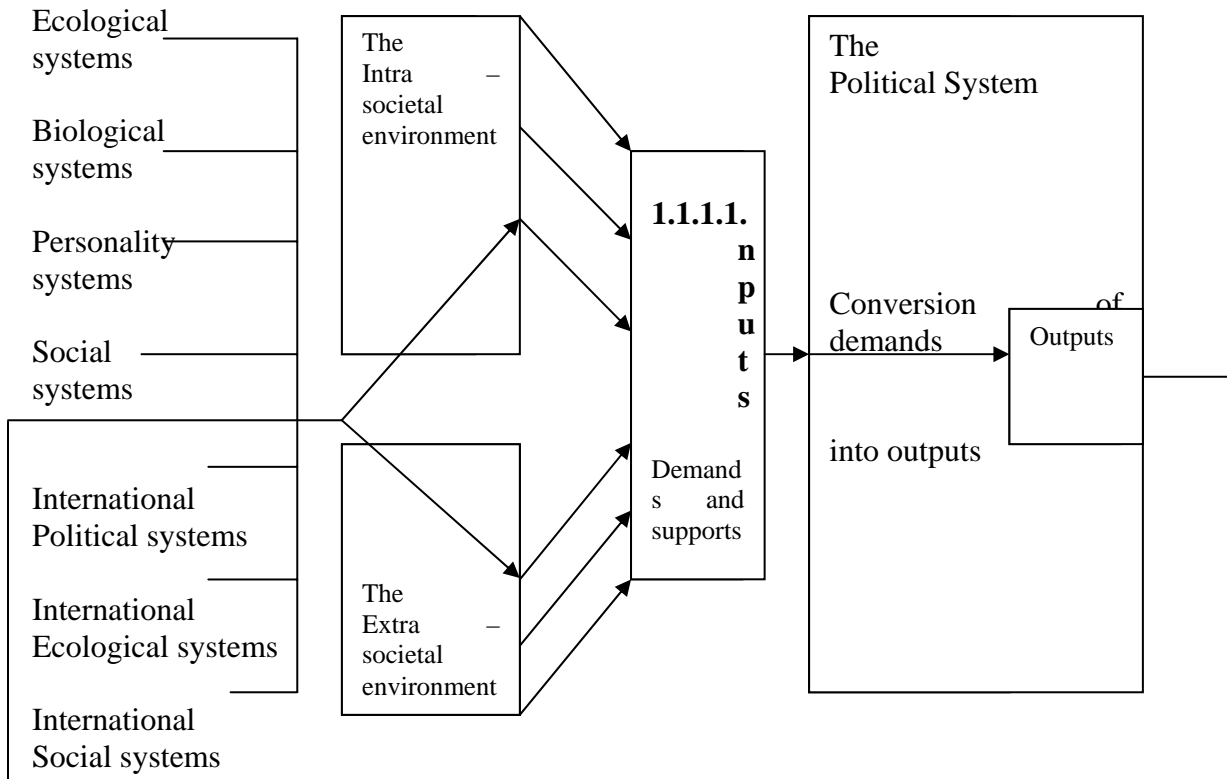 Ecological
systems
Biological
systems
Personality
systems
Social
systems
International
Political systems
International
Ecological systems
International
Social systems
The
Intra –
societal
environment
The
Extra –
societal
environment
1.1.1.1.
n
p
u
t
s
Demand
s and
supports
The
Political System
Conversion of
demands
into outputs
Outputs